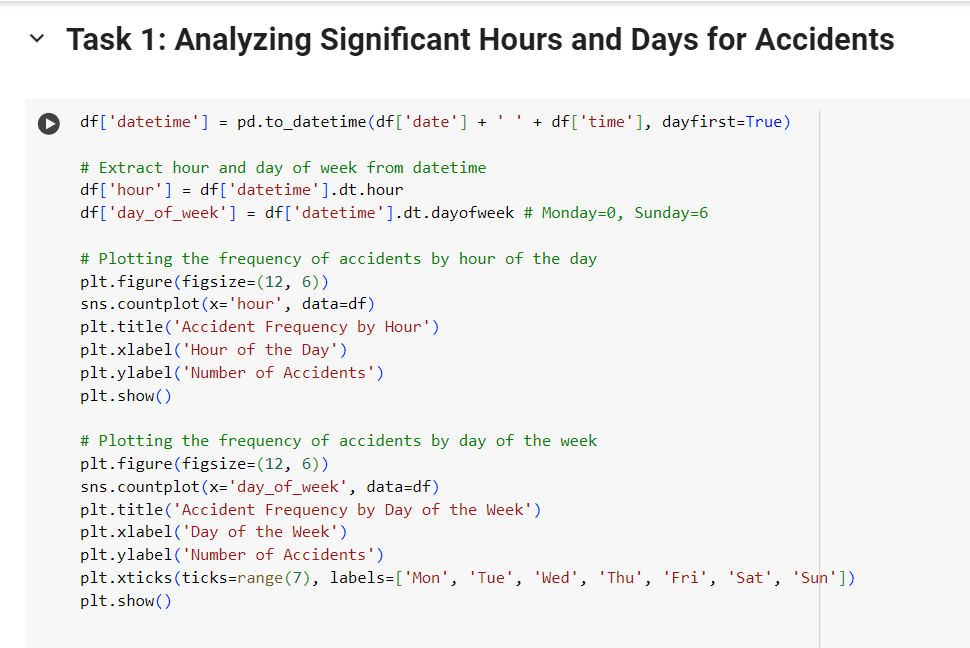 Task 1: Analyzing Significant Hours and Days for Accidents
df['datetime'] = pd.to_datetime(df['date'] + ' ' + df['time'], dayfirst=True)
# Extract hour and day of week from datetime
df['hour'] = df['datetime'].dt.hour
df['day_of_week'] = df['datetime'].dt.dayofweek # Monday=0, Sunday=6
# Plotting the frequency of accidents by hour of the day
plt.figure(figsize=(12, 6))
sns.countplot(x='hour', data=df)
plt.title('Accident Frequency by Hour')
plt.xlabel('Hour of the Day')
plt.ylabel('Number of Accidents')
plt.show()
# Plotting the frequency of accidents by day of the week
plt.figure(figsize=(12, 6))
sns.countplot(x='day_of_week', data=df)
plt.title('Accident Frequency by Day of the Week')
plt.xlabel('Day of the Week')
plt.ylabel('Number of Accidents')
plt.xticks(ticks=range(7), labels=['Mon', 'Tue', 'Wed', 'Thu', 'Fri', 'Sat', 'Sun'])
plt.show()